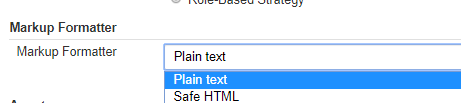 Role-Based Strategy
Markup Formatter
Markup Formatter
Plain text
Plain text
Safe HTML